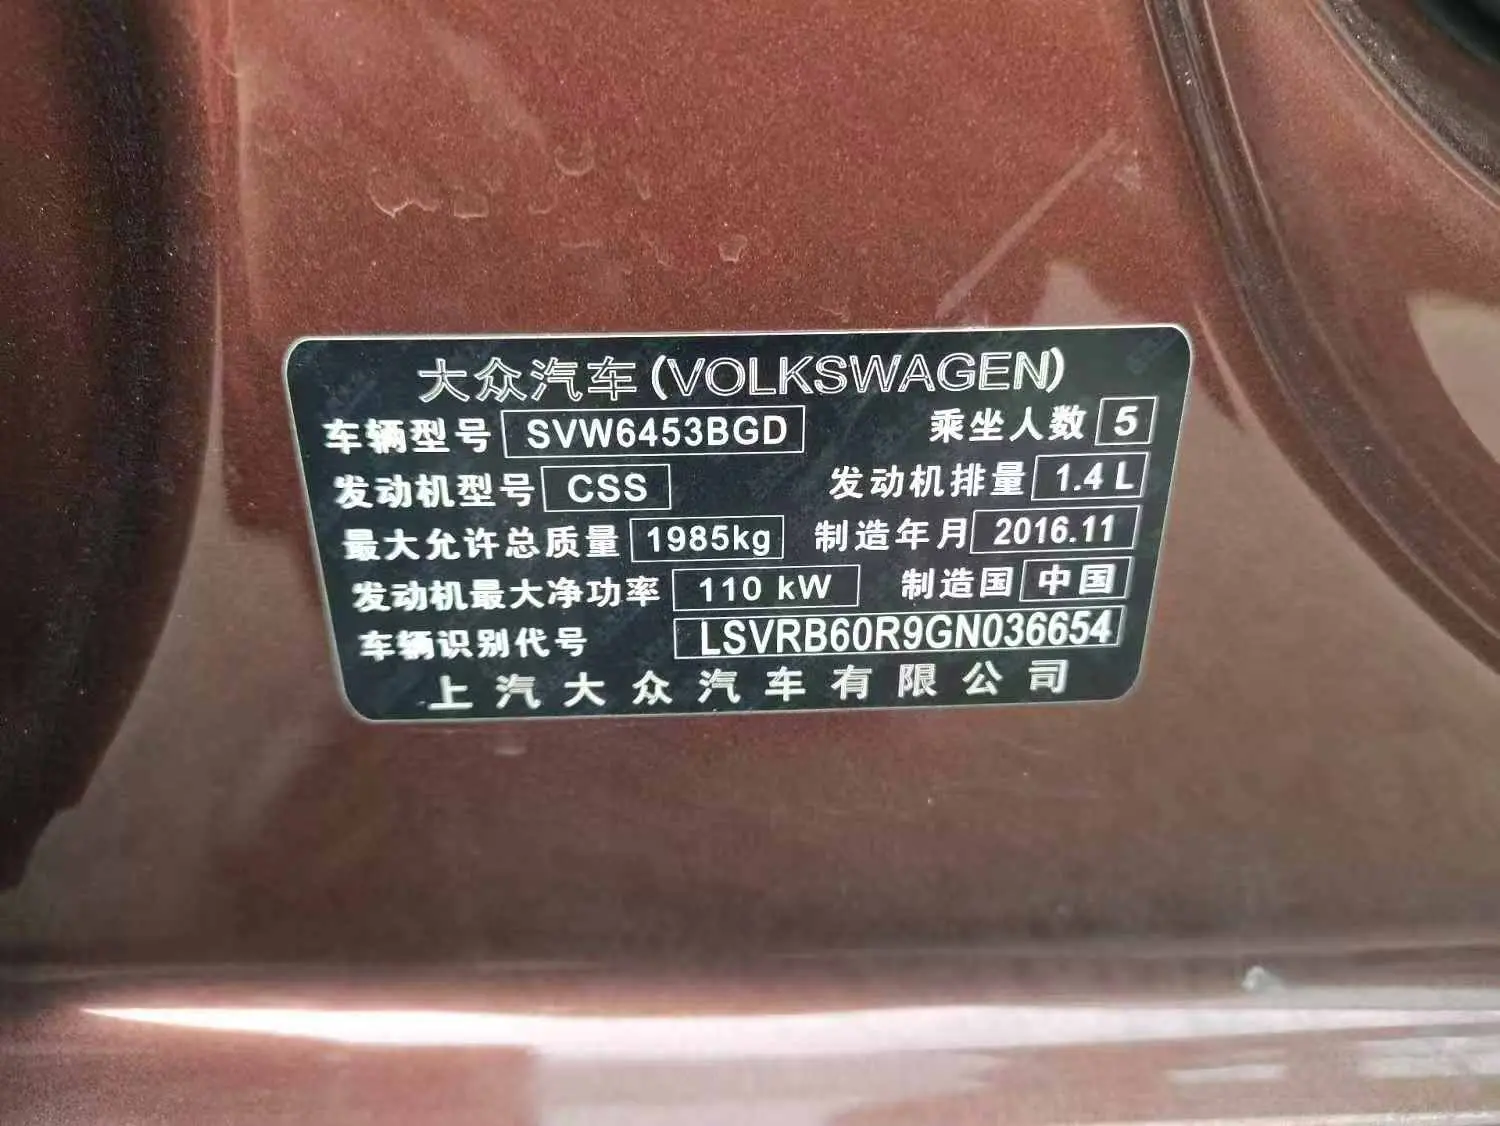 大众汽车(VOLKSWAGEN)
车辆型号 SVW6453BGD 乘坐人数 5
发动机型号 CSS 发动机排量 1.4 L
最大允许总质量 1985kg 制造年月 2016.11
发动机最大净功率 110 kW 制造国 中国
车辆识别代号 LSVRB60R9GN036654
上汽大众汽车有限公司